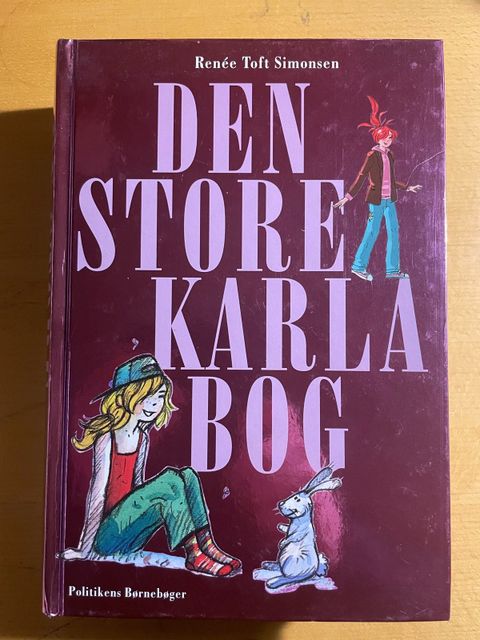 Renée Toft Simonsen
DEN
STORE
KARLA
BOG
Politikens Børnebøger